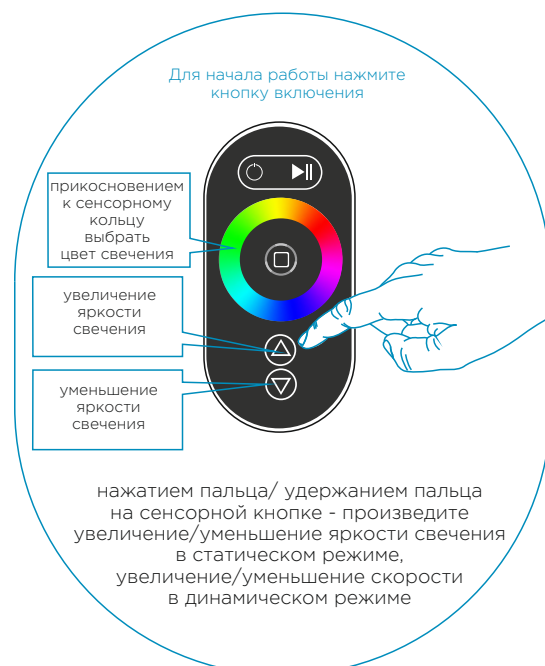 Для начала работы нажмите
кнопку включения
прикосновением
к сенсорному
кольцу
выбрать
цвет свечения
увеличение
яркости
свечения
уменьшение
яркости
свечения
нажатием пальца/ удержанием пальца
на сенсорной кнопке - произведите
увеличение/уменьшение яркости свечения
в статическом режиме,
увеличение/уменьшение скорости
в динамическом режиме